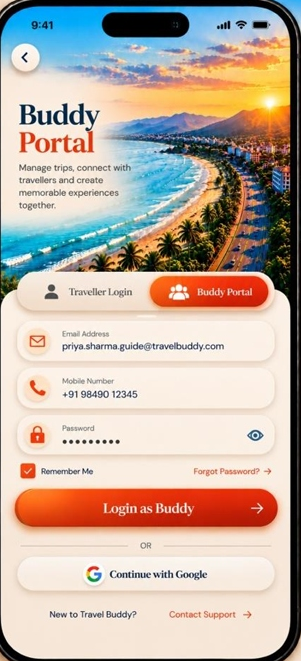 9:41
Buddy
Portal
Manage trips, connect with
travellers and create
memorable experiences
together.
Traveller Login
Buddy Portal
Email Address
priya.sharma.guide@travelbuddy.com
Mobile Number
+91 98490 12345
Password
•••••••••
Remember Me
Forgot Password? →
Login as Buddy →
OR
G Continue with Google
New to Travel Buddy? Contact Support →